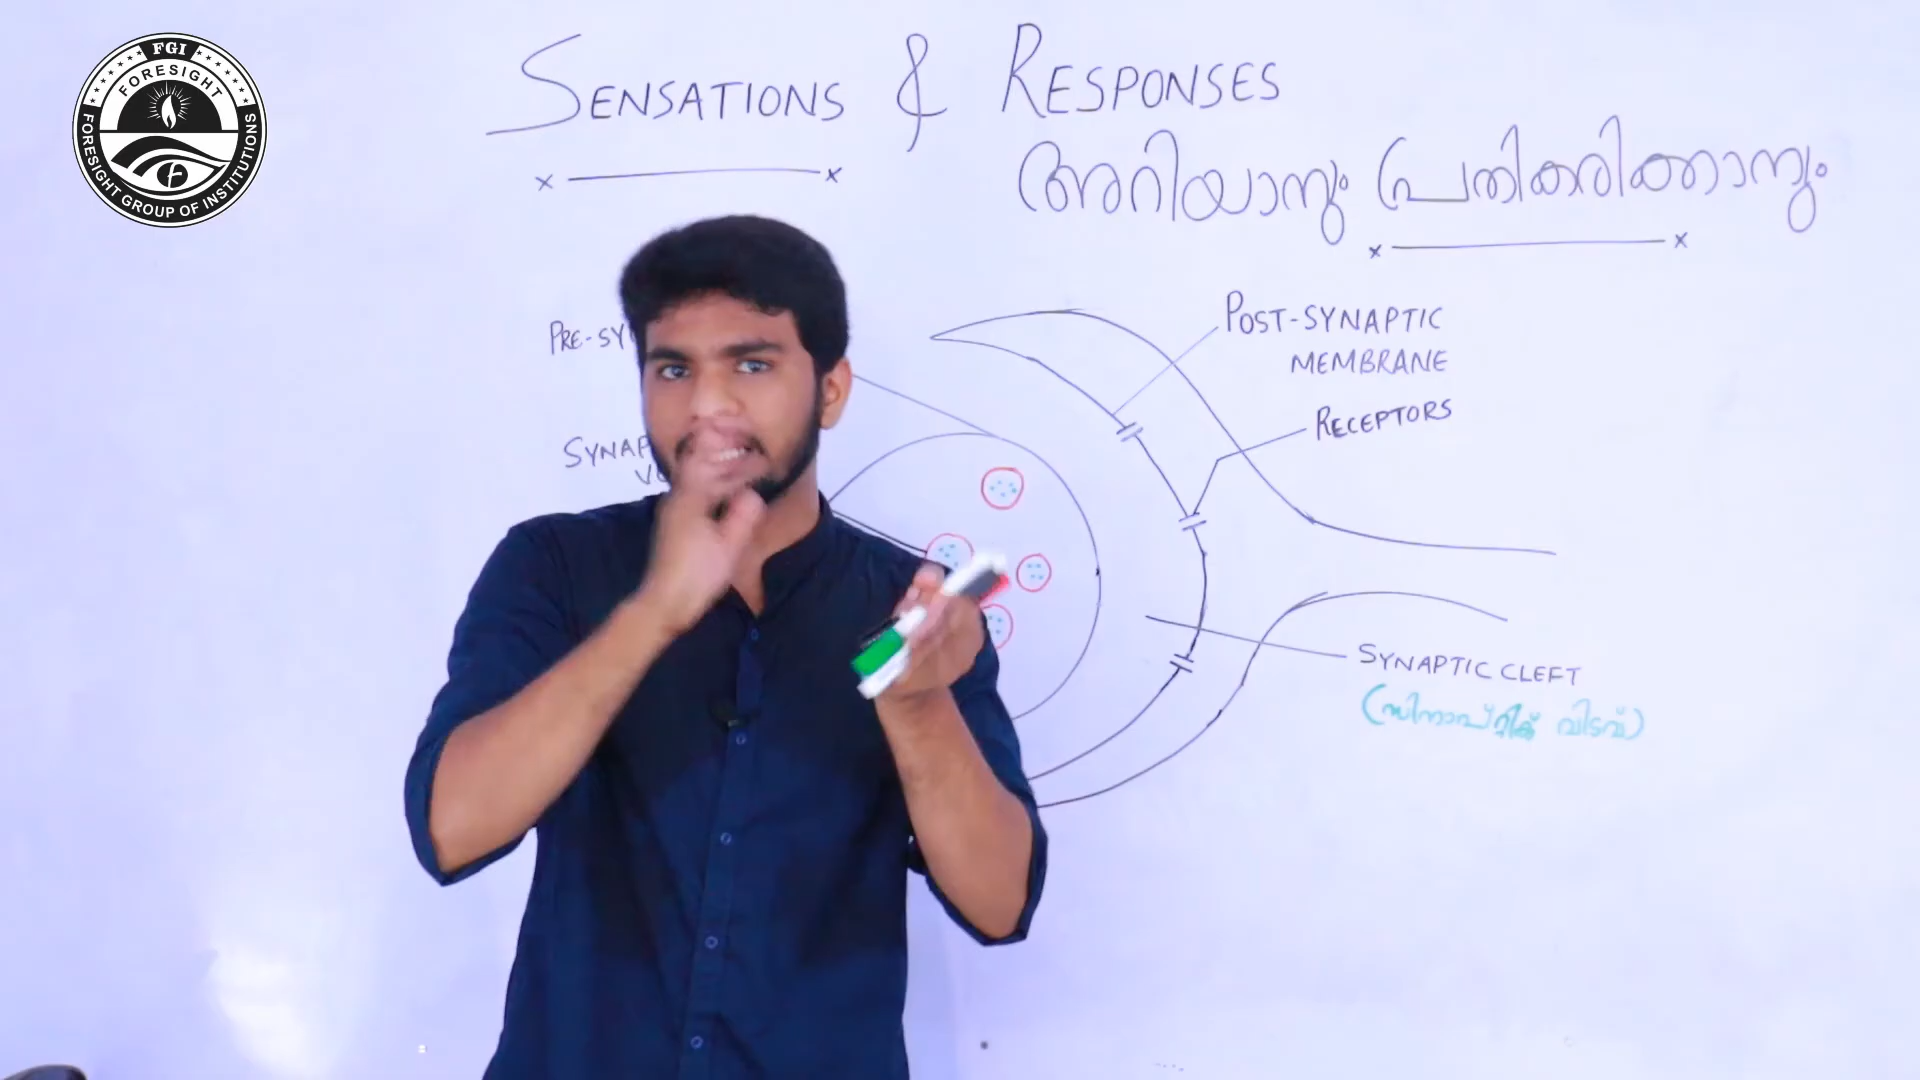 FGI
FORESIGHT
FORESIGHT GROUP OF INSTITUTIONS
SENSATIONS & RESPONSES
അറിയാനും പ്രതികരിക്കാനും
PRE-SY
POST-SYNAPTIC
MEMBRANE
RECEPTORS
SYNAP
SYNAPTIC CLEFT
(സിനാപ്റ്റിക് വിടവ്)